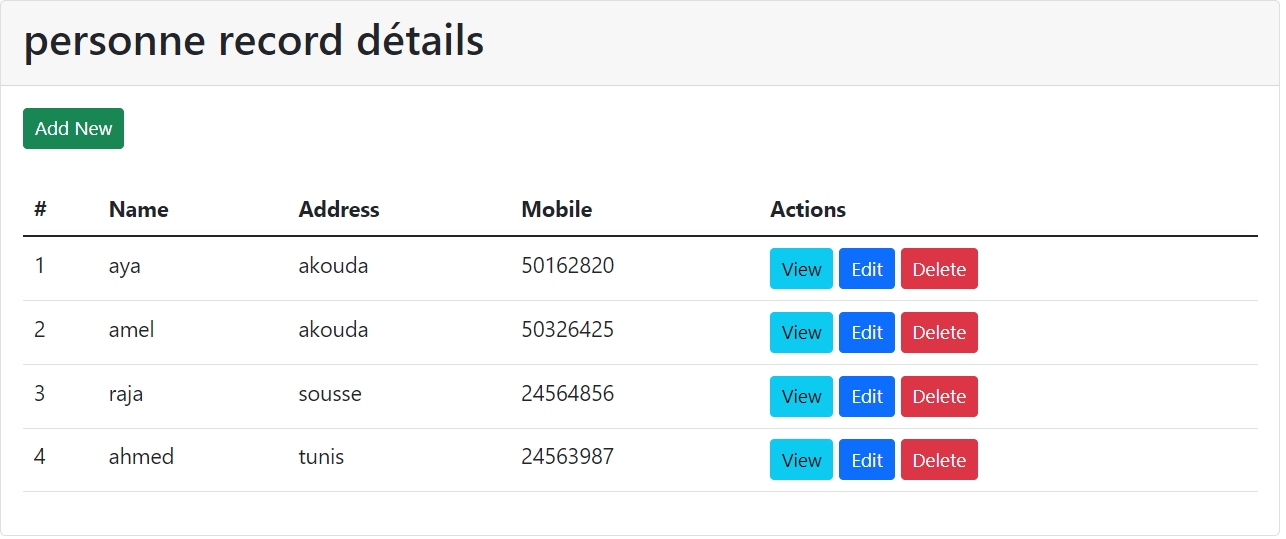 personne record détails
Add New
# Name Address Mobile Actions
1 aya akouda 50162820 View Edit Delete
2 amel akouda 50326425 View Edit Delete
3 raja sousse 24564856 View Edit Delete
4 ahmed tunis 24563987 View Edit Delete